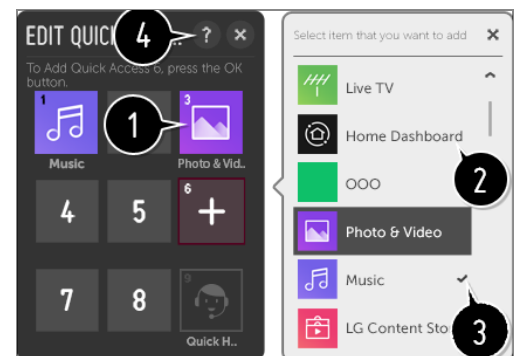 EDIT QUIC 4 .. ? ×
To Add Quick Access 6, press the OK
button.
1
3
1
Music
Photo & Vid..
4
5
6
+
7
8
9
Quick H..
Select item that you want to add ×
Live TV
Home Dashboard
2
OOO
Photo & Video
Music
LG Content Sto
3